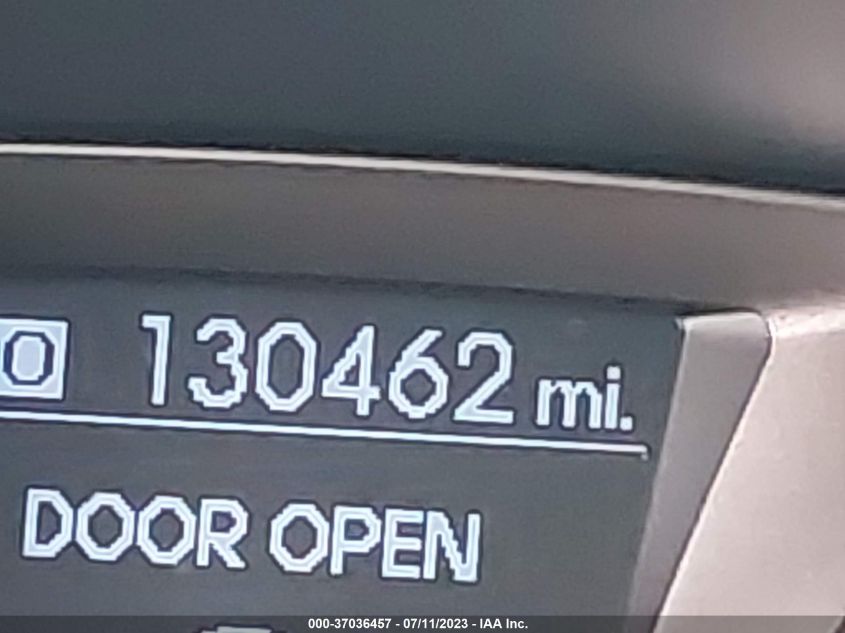 O 130462 mi.
DOOR OPEN
000-37036457 - 07/11/2023 - IAA Inc.